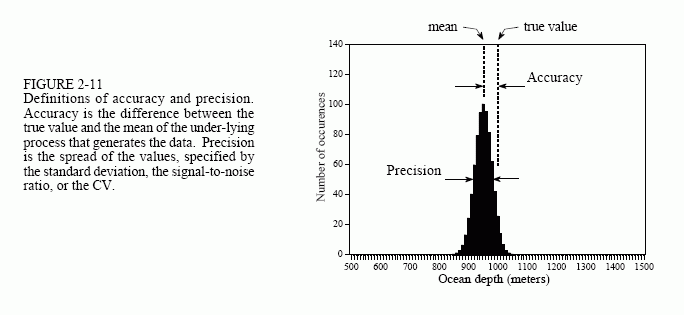 mean
true value
FIGURE 2-11
Definitions of accuracy and precision.
Accuracy is the difference between the
true value and the mean of the under-lying
process that generates the data. Precision
is the spread of the values, specified by
the standard deviation, the signal-to-noise
ratio, or the CV.
Number of occurences
140
120
100
80
60
40
20
0
Accuracy
Precision
500 600 700 800 900 1000 1100 1200 1300 1400 1500
Ocean depth (meters)